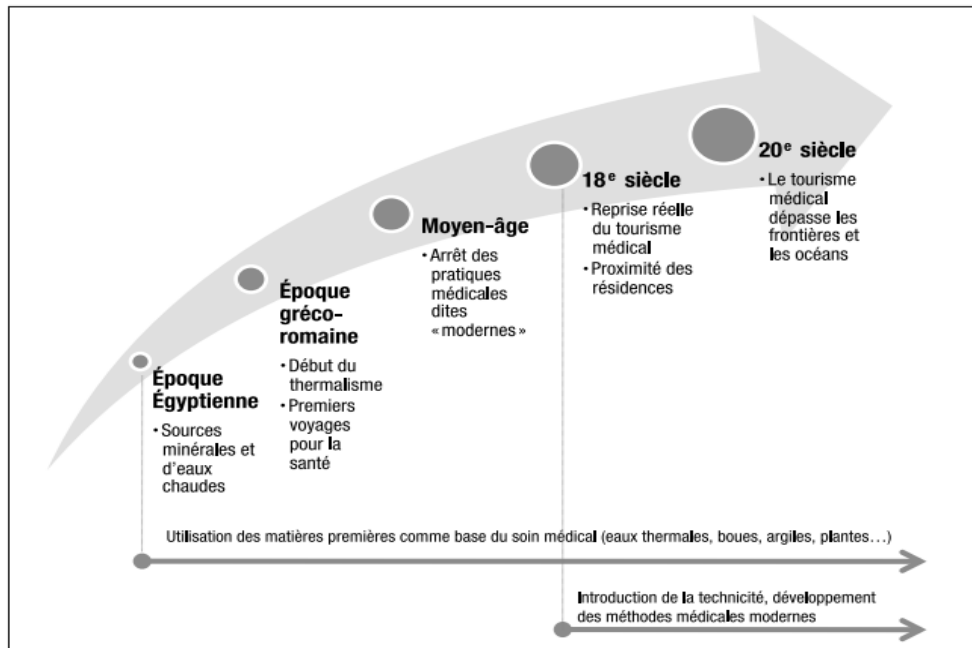 Époque
Égyptienne
• Sources
minérales et
d'eaux
chaudes
Époque
gréco-
romaine
• Début du
thermalisme
• Premiers
voyages
pour la
santé
Moyen-âge
• Arrêt des
pratiques
médicales
dites
« modernes »
18e siècle
• Reprise réelle
du tourisme
médical
• Proximité des
résidences
20e siècle
• Le tourisme
médical
dépasse les
frontières et
les océans
Utilisation des matières premières comme base du soin médical (eaux thermales, boues, argiles, plantes…)
Introduction de la technicité, développement
des méthodes médicales modernes